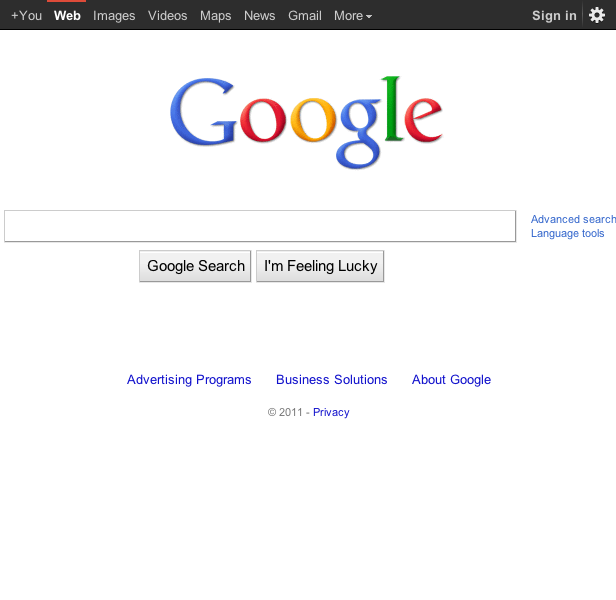 +You Web Images Videos Maps News Gmail More Sign in
Google
Advanced search
Language tools
Google Search I'm Feeling Lucky
Advertising Programs Business Solutions About Google
© 2011 - Privacy